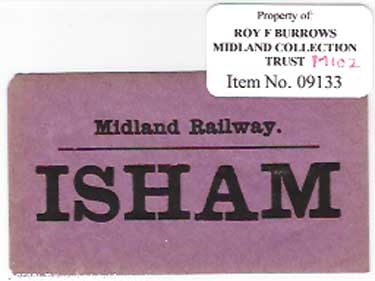 Property of
ROY F BURROWS
MIDLAND COLLECTION
TRUST M102
Item No. 09133
Midland Railway.
ISHAM